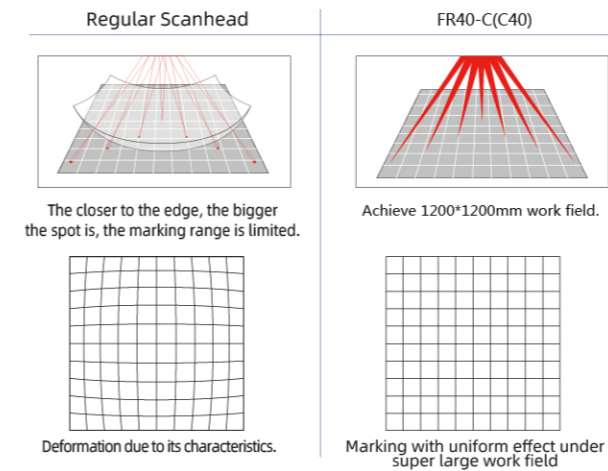 Regular Scanhead
FR40-C(C40)
The closer to the edge, the bigger
the spot is, the marking range is limited.
Achieve 1200*1200mm work field.
Deformation due to its characteristics.
Marking with uniform effect under
super large work field